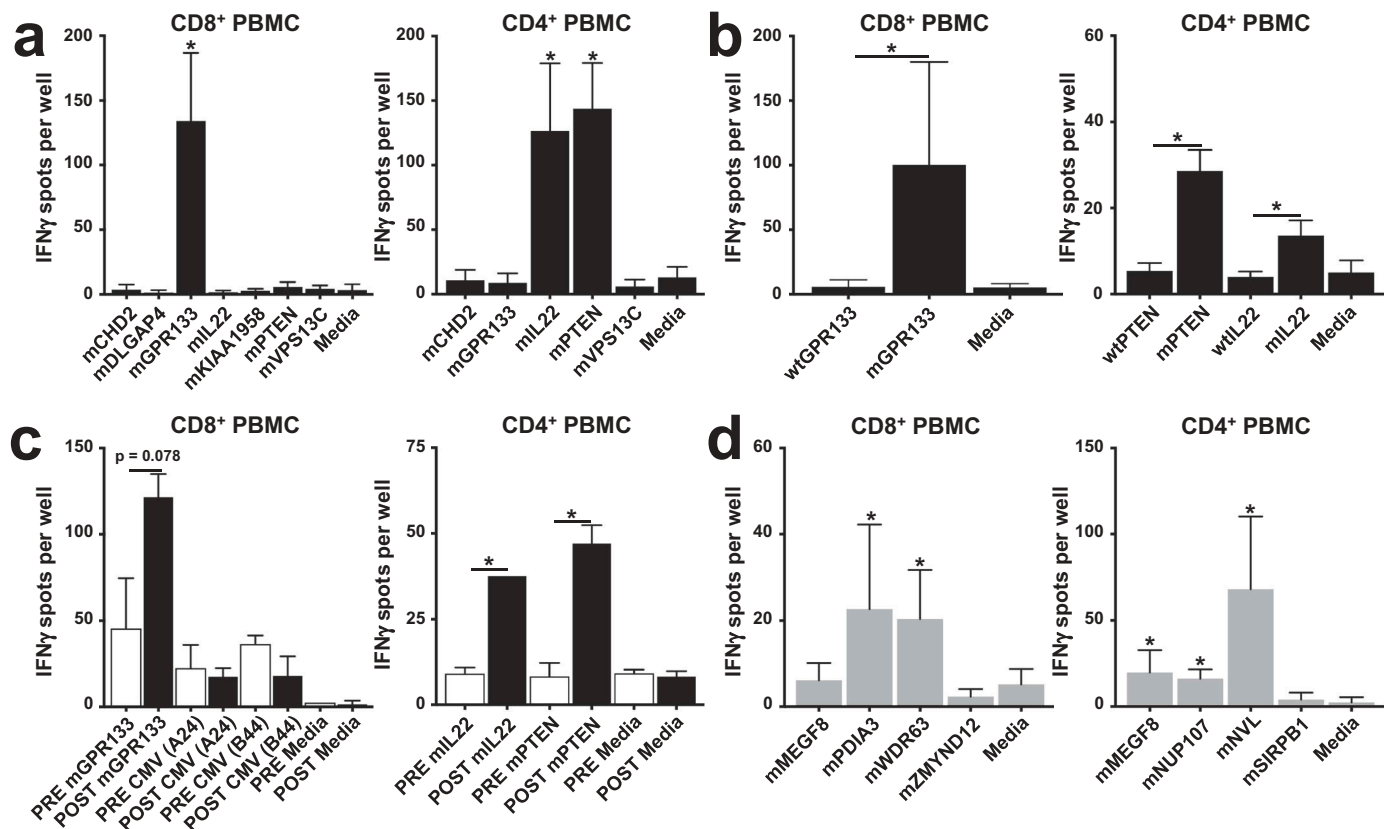 a
CD8⁺ PBMC
IFNγ spots per well
200
150
100
50
0
*
mCHD2
mDLGAP4
mGPR133
mIL22
mKIAA1958
mPTEN
mVPS13C
Media
CD4⁺ PBMC
IFNγ spots per well
200
150
100
50
0
*
*
mCHD2
mGPR133
mIL22
mPTEN
mVPS13C
Media
b
CD8⁺ PBMC
IFNγ spots per well
200
150
100
50
0
*
wtGPR133
mGPR133
Media
CD4⁺ PBMC
IFNγ spots per well
60
40
20
0
*
*
wtPTEN
mPTEN
wtIL22
mIL22
Media
c
CD8⁺ PBMC
IFNγ spots per well
150
100
50
0
p = 0.078
PRE mGPR133
POST mGPR133
PRE CMV (A24)
POST CMV (A24)
PRE CMV (B44)
POST CMV (B44)
PRE Media
POST Media
CD4⁺ PBMC
IFNγ spots per well
75
50
25
0
*
*
PRE mIL22
POST mIL22
PRE mPTEN
POST mPTEN
PRE Media
POST Media
d
CD8⁺ PBMC
IFNγ spots per well
60
40
20
0
*
*
mMEGF8
mPDIA3
mWDR63
mZMYND12
Media
CD4⁺ PBMC
IFNγ spots per well
150
100
50
0
*
*
*
mMEGF8
mNUP107
mNVL
mSIRPB1
Media